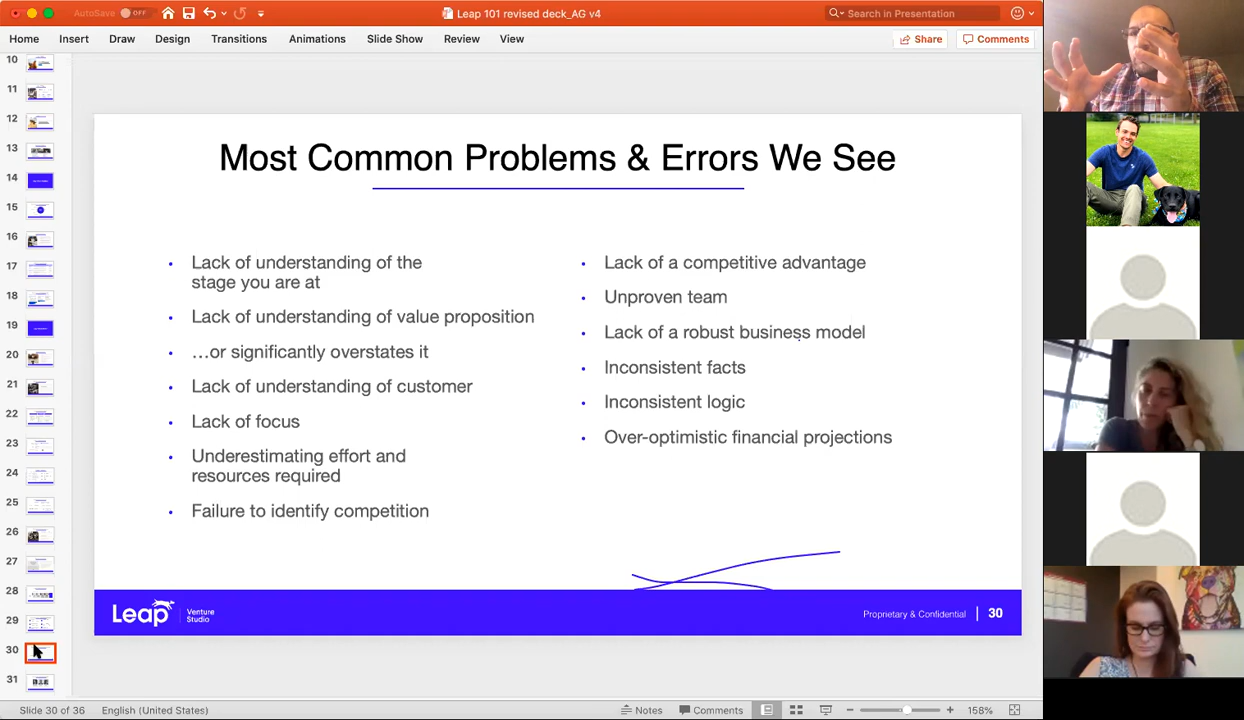 AutoSave OFF
Leap 101 revised deck_AG v4
Search in Presentation
Home Insert Draw Design Transitions Animations Slide Show Review View
Share Comments
10
11
12
13
14
15
16
17
18
19
20
21
22
23
24
25
26
27
28
29
30
31
Most Common Problems & Errors We See
• Lack of understanding of the
stage you are at
• Lack of understanding of value proposition
• …or significantly overstates it
• Lack of understanding of customer
• Lack of focus
• Underestimating effort and
resources required
• Failure to identify competition
• Lack of a competitive advantage
• Unproven team
• Lack of a robust business model
• Inconsistent facts
• Inconsistent logic
• Over-optimistic financial projections
Leap Venture
Studio
Proprietary & Confidential | 30
Slide 30 of 36 English (United States) Notes Comments 158%